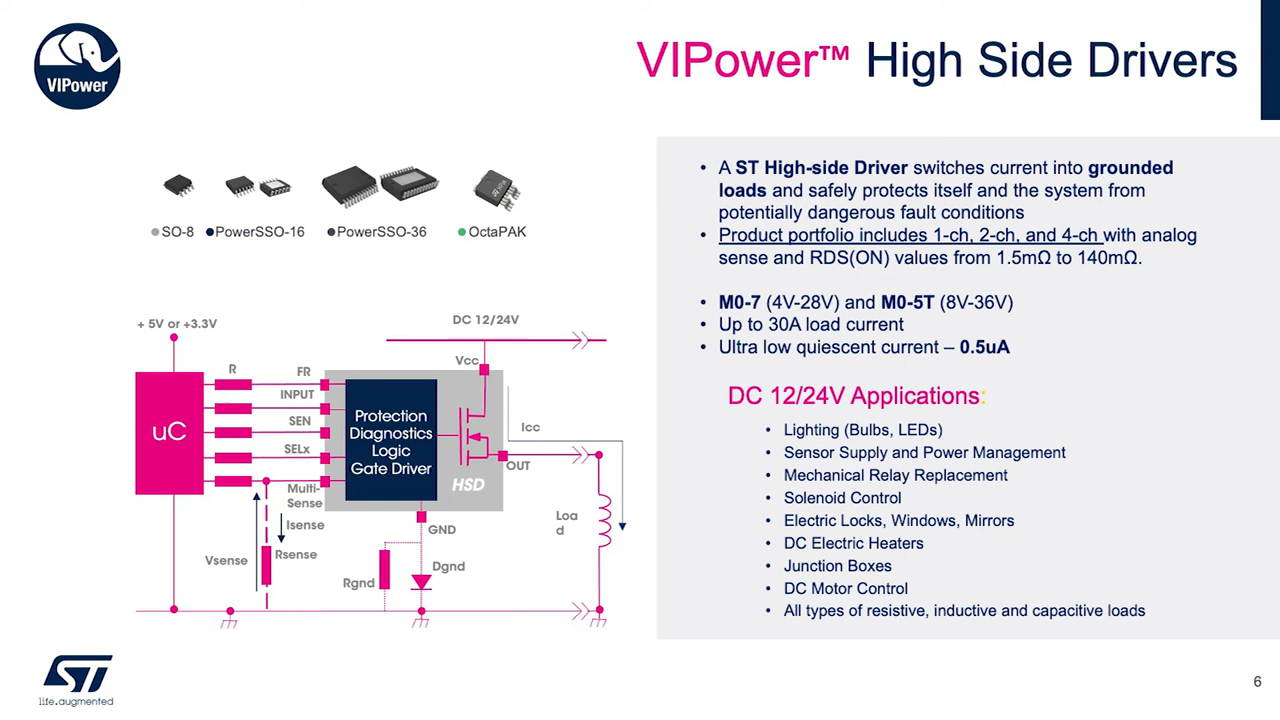 VIPower
VIPower™ High Side Drivers
SO-8 PowerSSO-16 PowerSSO-36 OctaPAK
+ 5V or +3.3V
DC 12/24V
Vcc
R
FR
INPUT
SEN
SELx
Multi-
Sense
uC
Protection
Diagnostics
Logic
Gate Driver
HSD
Icc
OUT
GND
Isense
Vsense
Rsense
Rgnd
Dgnd
Loa
d
• A ST High-side Driver switches current into grounded
loads and safely protects itself and the system from
potentially dangerous fault conditions
• Product portfolio includes 1-ch, 2-ch, and 4-ch with analog
sense and RDS(ON) values from 1.5mΩ to 140mΩ.
• M0-7 (4V-28V) and M0-5T (8V-36V)
• Up to 30A load current
• Ultra low quiescent current – 0.5uA
DC 12/24V Applications:
• Lighting (Bulbs, LEDs)
• Sensor Supply and Power Management
• Mechanical Relay Replacement
• Solenoid Control
• Electric Locks, Windows, Mirrors
• DC Electric Heaters
• Junction Boxes
• DC Motor Control
• All types of resistive, inductive and capacitive loads
ST
life.augmented
6